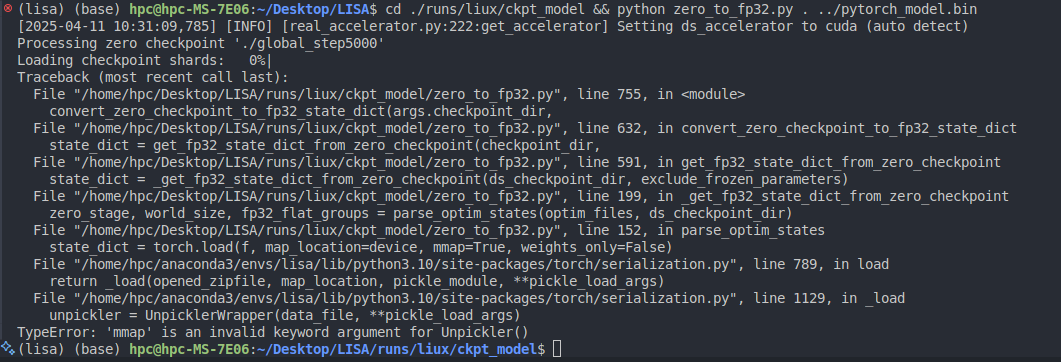 (lisa) (base) hpc@hpc-MS-7E06:~/Desktop/LISA$ cd ./runs/liux/ckpt_model && python zero_to_fp32.py . ../pytorch_model.bin
[2025-04-11 10:31:09,785] [INFO] [real_accelerator.py:222:get_accelerator] Setting ds_accelerator to cuda (auto detect)
Processing zero checkpoint './global_step5000'
Loading checkpoint shards:   0%|
Traceback (most recent call last):
  File "/home/hpc/Desktop/LISA/runs/liux/ckpt_model/zero_to_fp32.py", line 755, in <module>
    convert_zero_checkpoint_to_fp32_state_dict(args.checkpoint_dir,
  File "/home/hpc/Desktop/LISA/runs/liux/ckpt_model/zero_to_fp32.py", line 632, in convert_zero_checkpoint_to_fp32_state_dict
    state_dict = get_fp32_state_dict_from_zero_checkpoint(checkpoint_dir,
  File "/home/hpc/Desktop/LISA/runs/liux/ckpt_model/zero_to_fp32.py", line 591, in get_fp32_state_dict_from_zero_checkpoint
    state_dict = _get_fp32_state_dict_from_zero_checkpoint(ds_checkpoint_dir, exclude_frozen_parameters)
  File "/home/hpc/Desktop/LISA/runs/liux/ckpt_model/zero_to_fp32.py", line 199, in _get_fp32_state_dict_from_zero_checkpoint
    zero_stage, world_size, fp32_flat_groups = parse_optim_states(optim_files, ds_checkpoint_dir)
  File "/home/hpc/Desktop/LISA/runs/liux/ckpt_model/zero_to_fp32.py", line 152, in parse_optim_states
    state_dict = torch.load(f, map_location=device, mmap=True, weights_only=False)
  File "/home/hpc/anaconda3/envs/lisa/lib/python3.10/site-packages/torch/serialization.py", line 789, in load
    return _load(opened_zipfile, map_location, pickle_module, **pickle_load_args)
  File "/home/hpc/anaconda3/envs/lisa/lib/python3.10/site-packages/torch/serialization.py", line 1129, in _load
    unpickler = UnpicklerWrapper(data_file, **pickle_load_args)
TypeError: 'mmap' is an invalid keyword argument for Unpickler()
(lisa) (base) hpc@hpc-MS-7E06:~/Desktop/LISA/runs/liux/ckpt_model$